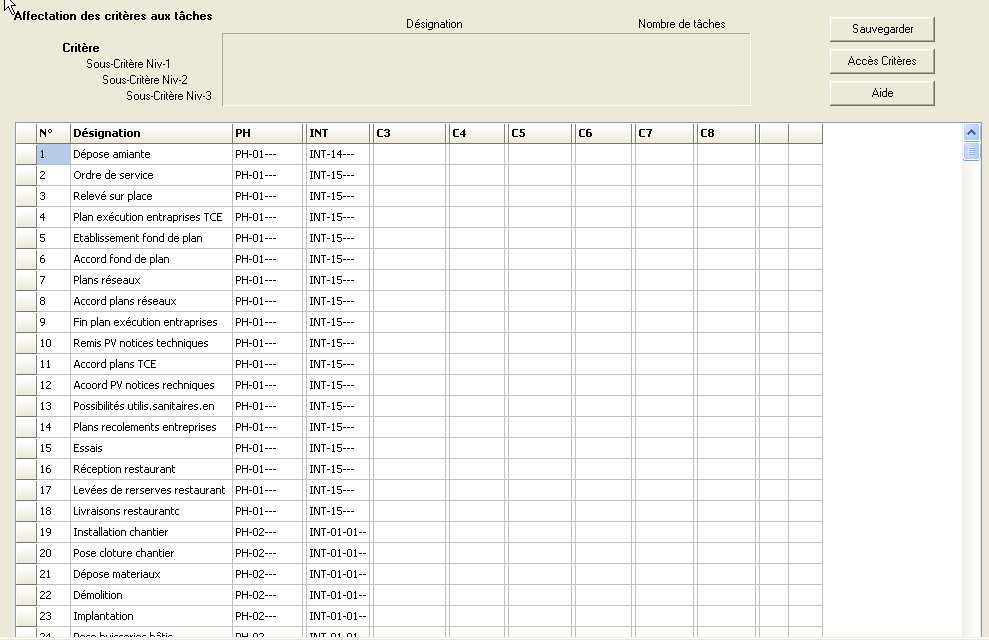 Affectation des critères aux tâches
Désignation Nombre de tâches
Sauvegarder
Critère
Sous-Critère Niv-1
Sous-Critère Niv-2
Sous-Critère Niv-3
Accès Critères
Aide
N° Désignation PH INT C3 C4 C5 C6 C7 C8
1 Dépose amiante PH-01--- INT-14---
2 Ordre de service PH-01--- INT-15---
3 Relevé sur place PH-01--- INT-15---
4 Plan exécution entraprises TCE PH-01--- INT-15---
5 Etablissement fond de plan PH-01--- INT-15---
6 Accord fond de plan PH-01--- INT-15---
7 Plans réseaux PH-01--- INT-15---
8 Accord plans réseaux PH-01--- INT-15---
9 Fin plan exécution entraprises PH-01--- INT-15---
10 Remis PV notices techniques PH-01--- INT-15---
11 Accord plans TCE PH-01--- INT-15---
12 Acoord PV notices rechniques PH-01--- INT-15---
13 Possibilités utilis.sanitaires.en PH-01--- INT-15---
14 Plans recolements entreprises PH-01--- INT-15---
15 Essais PH-01--- INT-15---
16 Réception restaurant PH-01--- INT-15---
17 Levées de rerserves restaurant PH-01--- INT-15---
18 Livraisons restaurantc PH-01--- INT-15---
19 Installation chantier PH-02--- INT-01-01--
20 Pose cloture chantier PH-02--- INT-01-01--
21 Dépose materiaux PH-02--- INT-01-01--
22 Démolition PH-02--- INT-01-01--
23 Implantation PH-02--- INT-01-01--